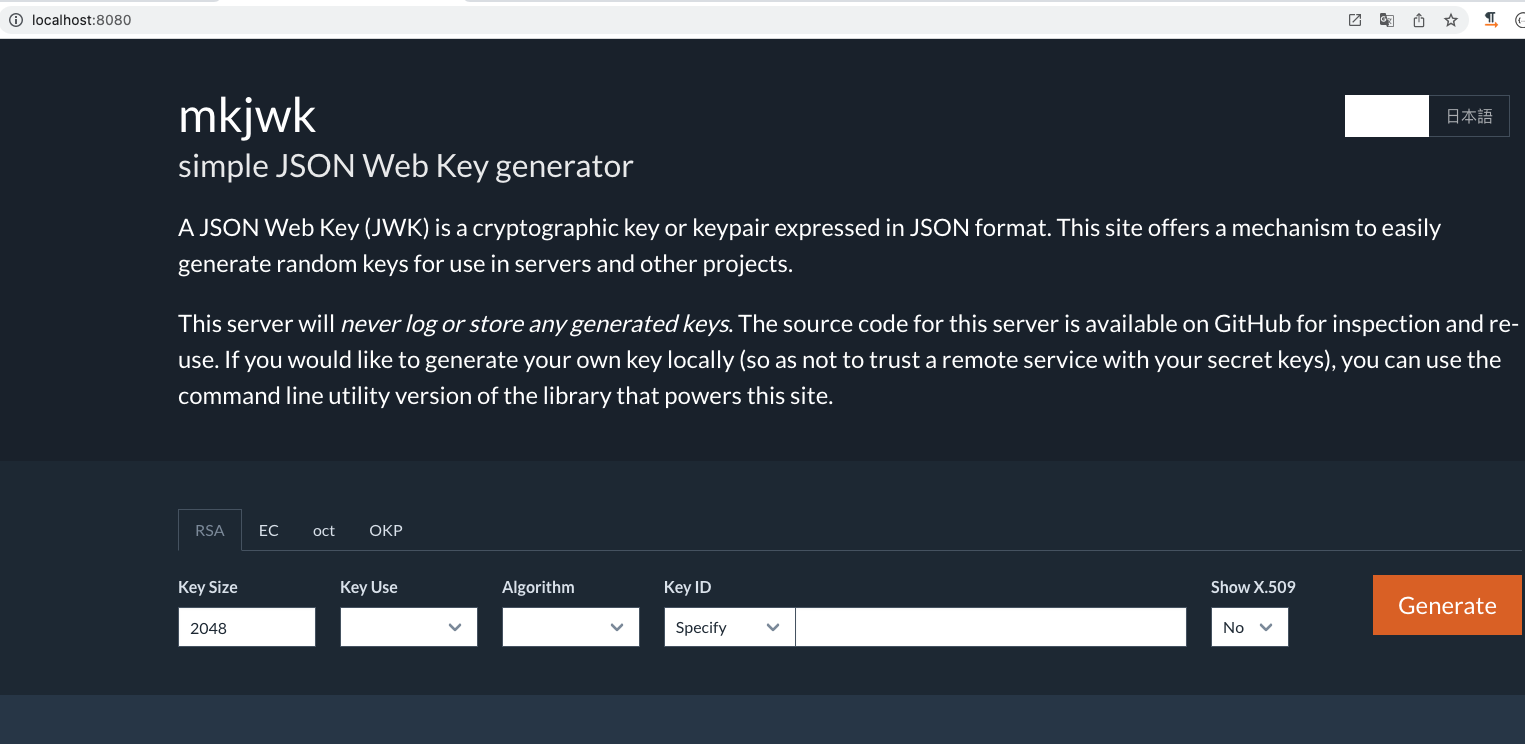 localhost:8080
mkjwk
日本語
simple JSON Web Key generator
A JSON Web Key (JWK) is a cryptographic key or keypair expressed in JSON format. This site offers a mechanism to easily
generate random keys for use in servers and other projects.
This server will never log or store any generated keys. The source code for this server is available on GitHub for inspection and re-
use. If you would like to generate your own key locally (so as not to trust a remote service with your secret keys), you can use the
command line utility version of the library that powers this site.
RSA EC oct OKP
Key Size Key Use Algorithm Key ID Show X.509
2048 Specify No Generate